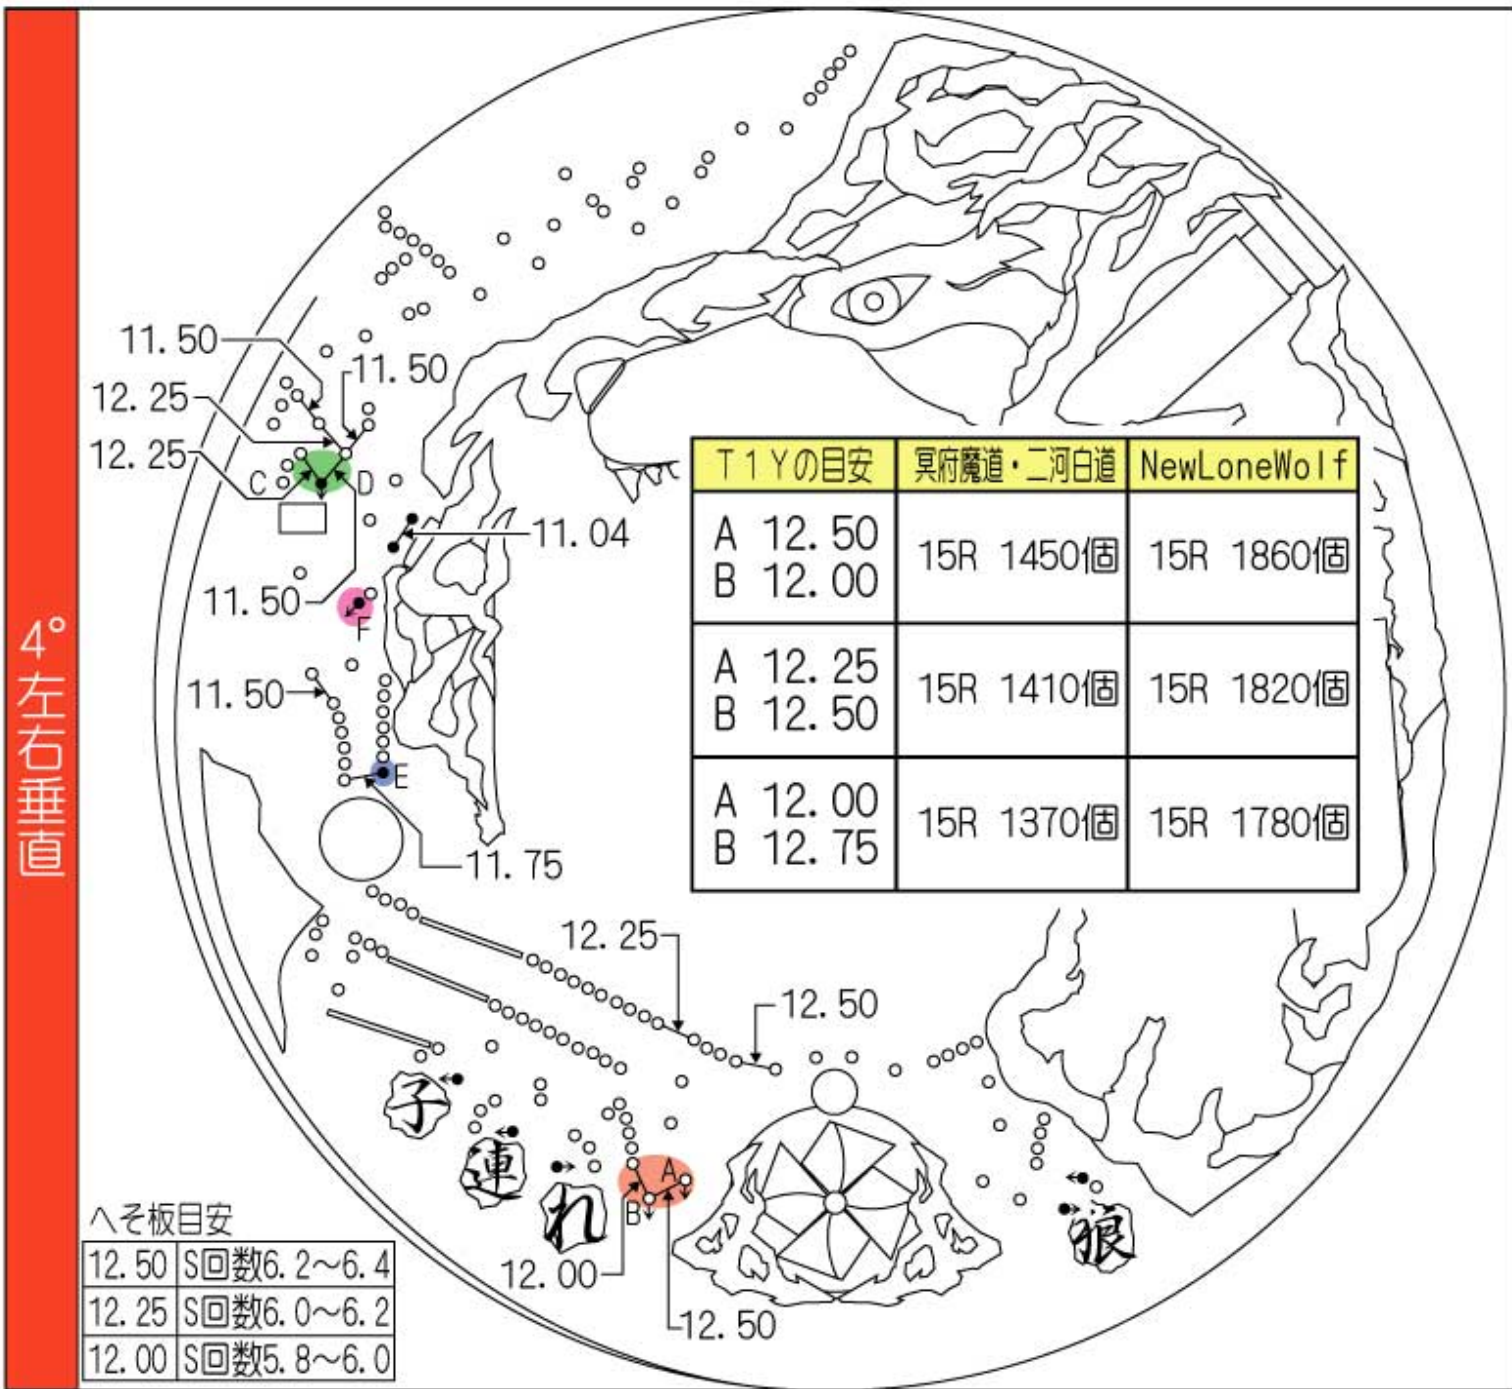 4°左右垂直
11.50
11.50
12.25
12.25
C
D
11.04
11.50
F
11.50
E
11.75
T1Yの目安 冥府魔道・二河白道 NewLoneWolf
A 12.50
B 12.00
15R 1450個 15R 1860個
A 12.25
B 12.50
15R 1410個 15R 1820個
A 12.00
B 12.75
15R 1370個 15R 1780個
12.25
12.50
子
連
れ
狼
A
B
12.00
12.50
へそ板目安
12.50 S回数6.2～6.4
12.25 S回数6.0～6.2
12.00 S回数5.8～6.0